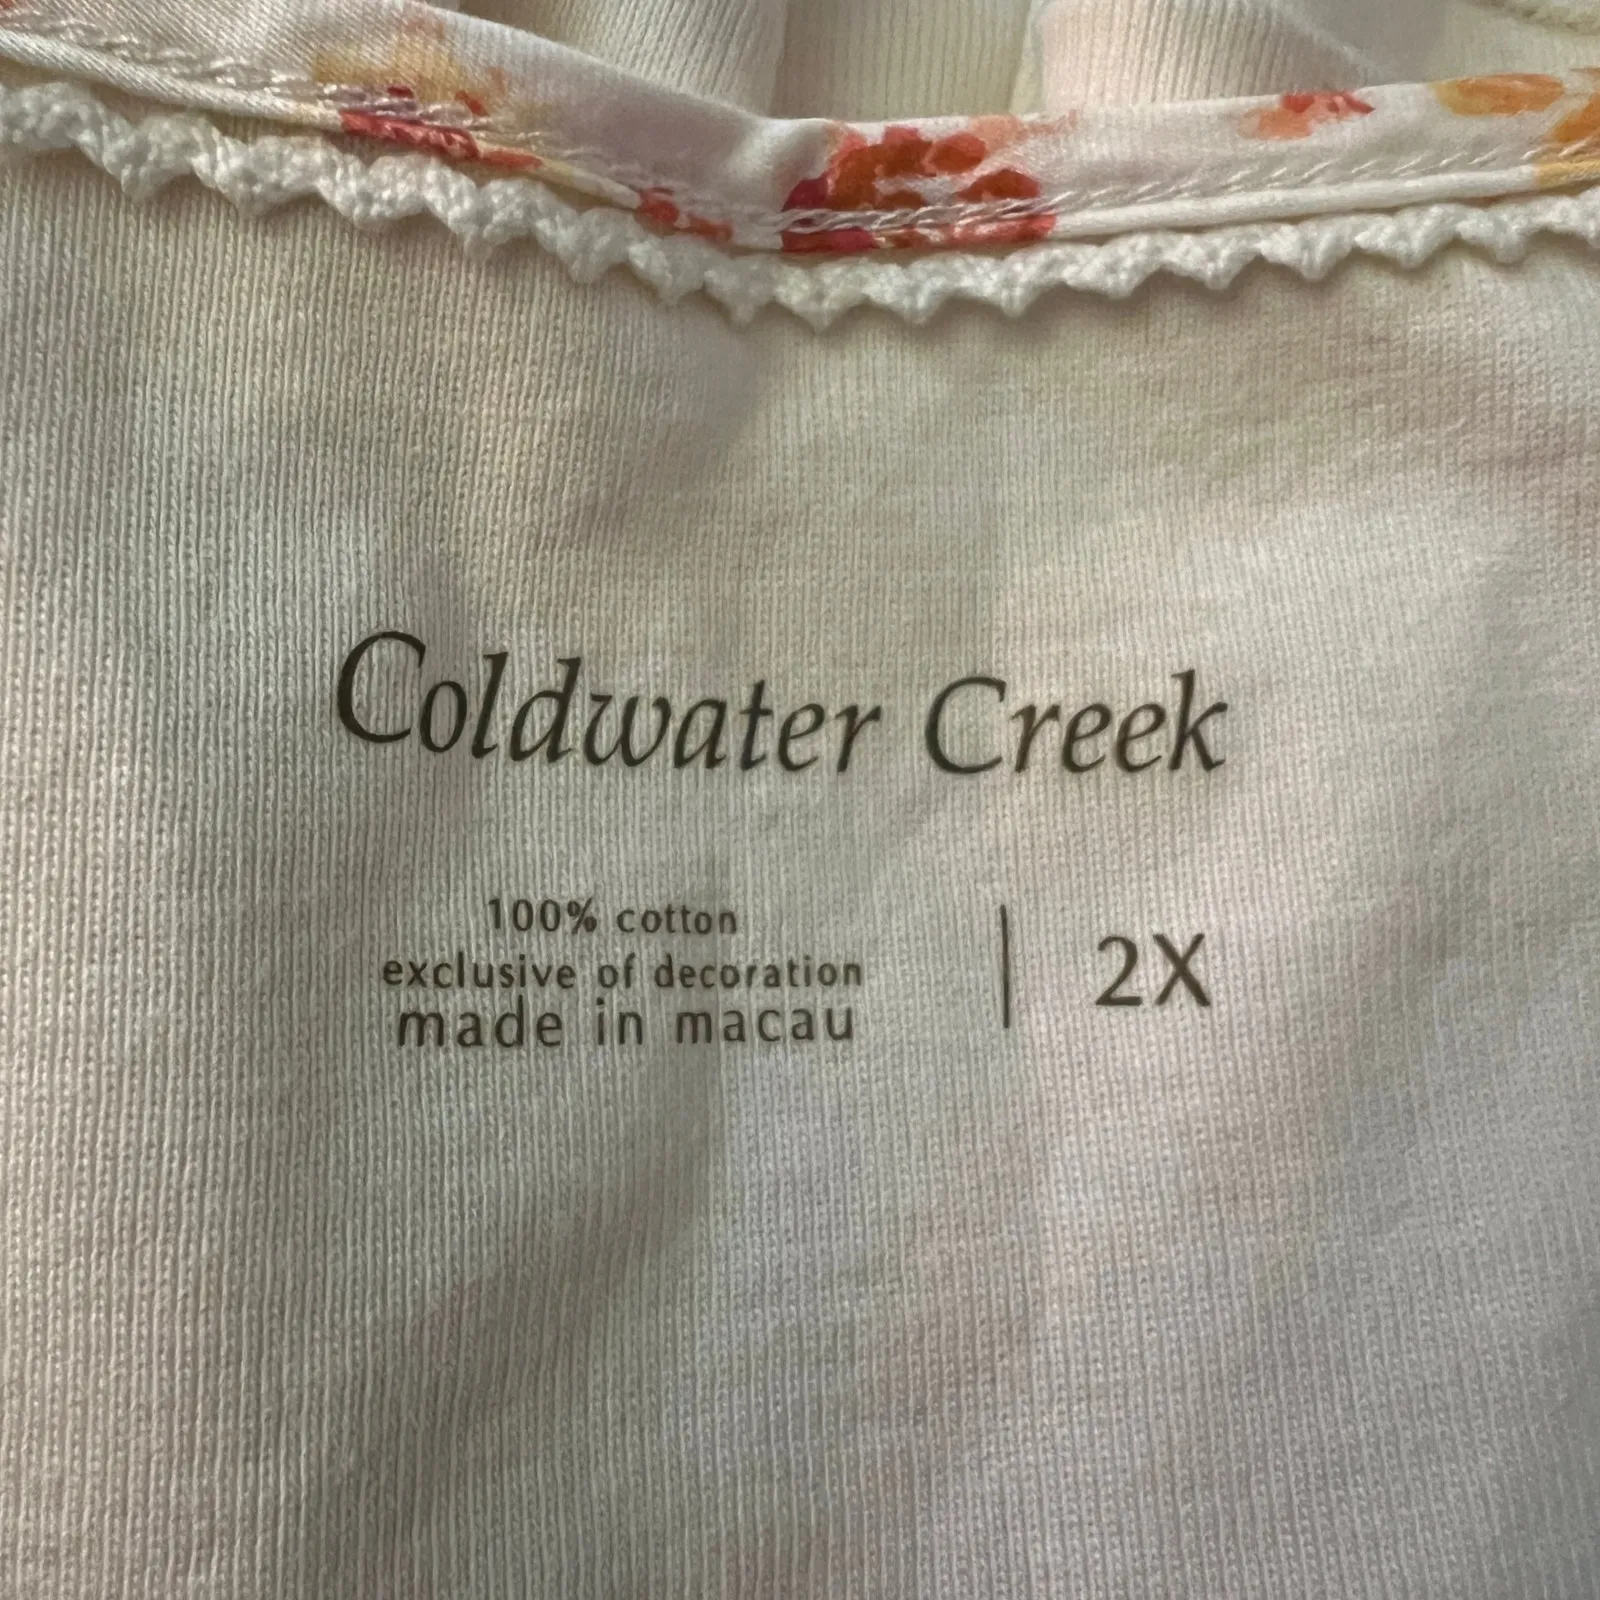 Coldwater Creek
100% cotton
exclusive of decoration
made in macau
2X